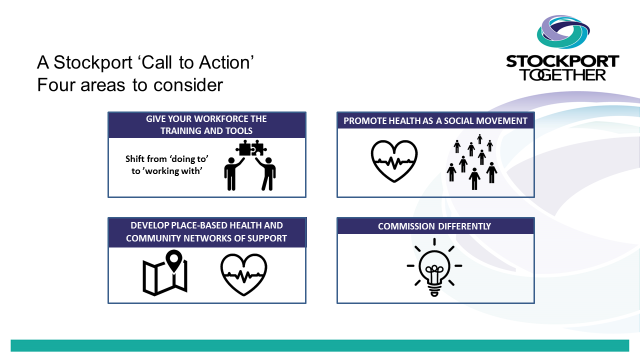 A Stockport ‘Call to Action’
Four areas to consider
STOCKPORT
TOGETHER
GIVE YOUR WORKFORCE THE
TRAINING AND TOOLS
Shift from ‘doing to’
to ‘working with’
PROMOTE HEALTH AS A SOCIAL MOVEMENT
DEVELOP PLACE-BASED HEALTH AND
COMMUNITY NETWORKS OF SUPPORT
COMMISSION DIFFERENTLY